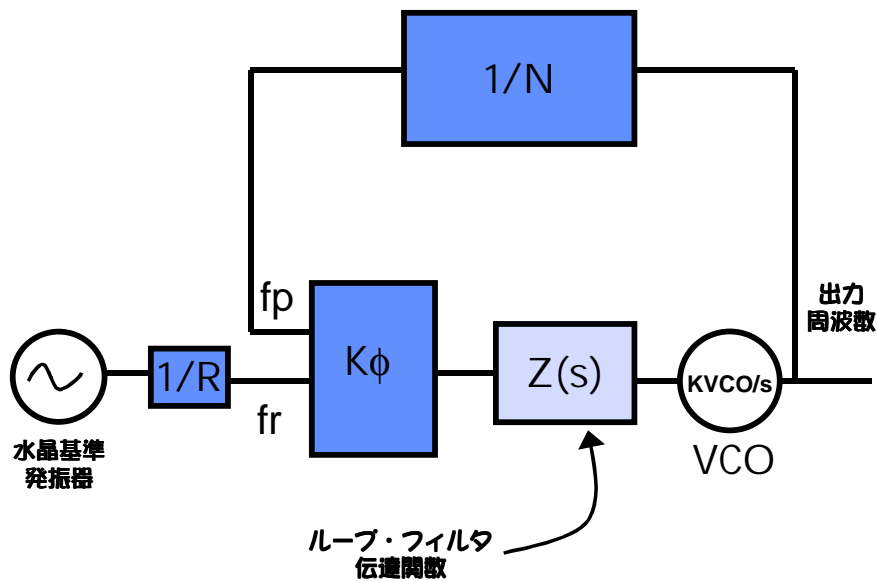 1/N
fp
出力
周波数
Kϕ
Z(s)
1/R
KVCO/s
fr
水晶基準
発振器
VCO
ループ・フィルタ
伝達関数